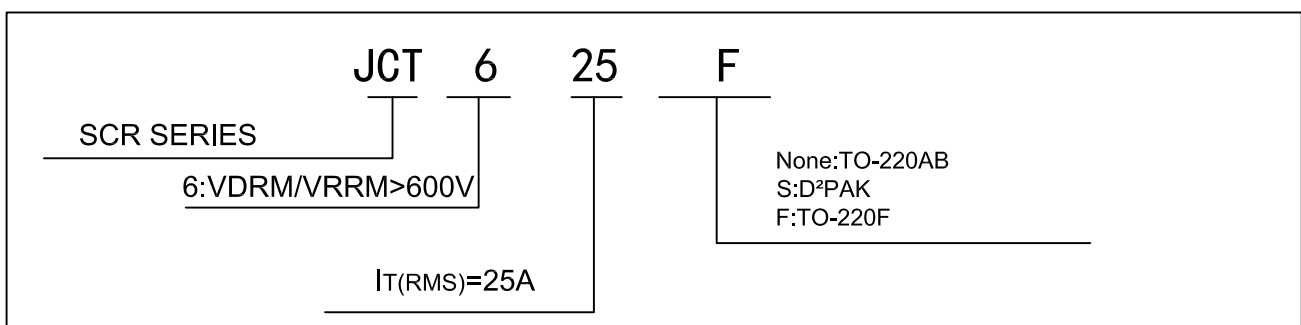 JCT 6 25 F
SCR SERIES
6:VDRM/VRRM>600V
IT(RMS)=25A
None:TO-220AB
S:D²PAK
F:TO-220F